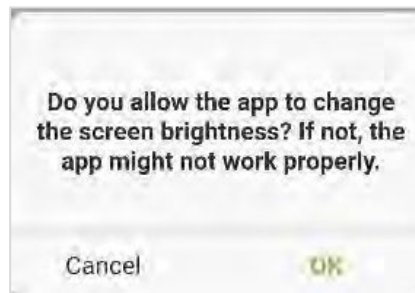 Do you allow the app to change
the screen brightness? If not, the
app might not work properly.
Cancel OK